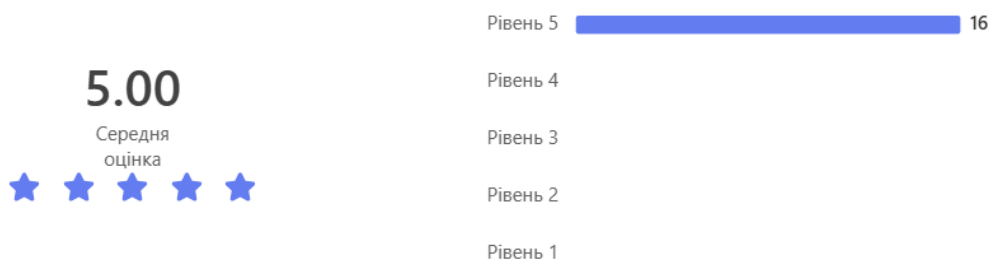 5.00
Середня
оцінка
Рівень 5 16
Рівень 4
Рівень 3
Рівень 2
Рівень 1